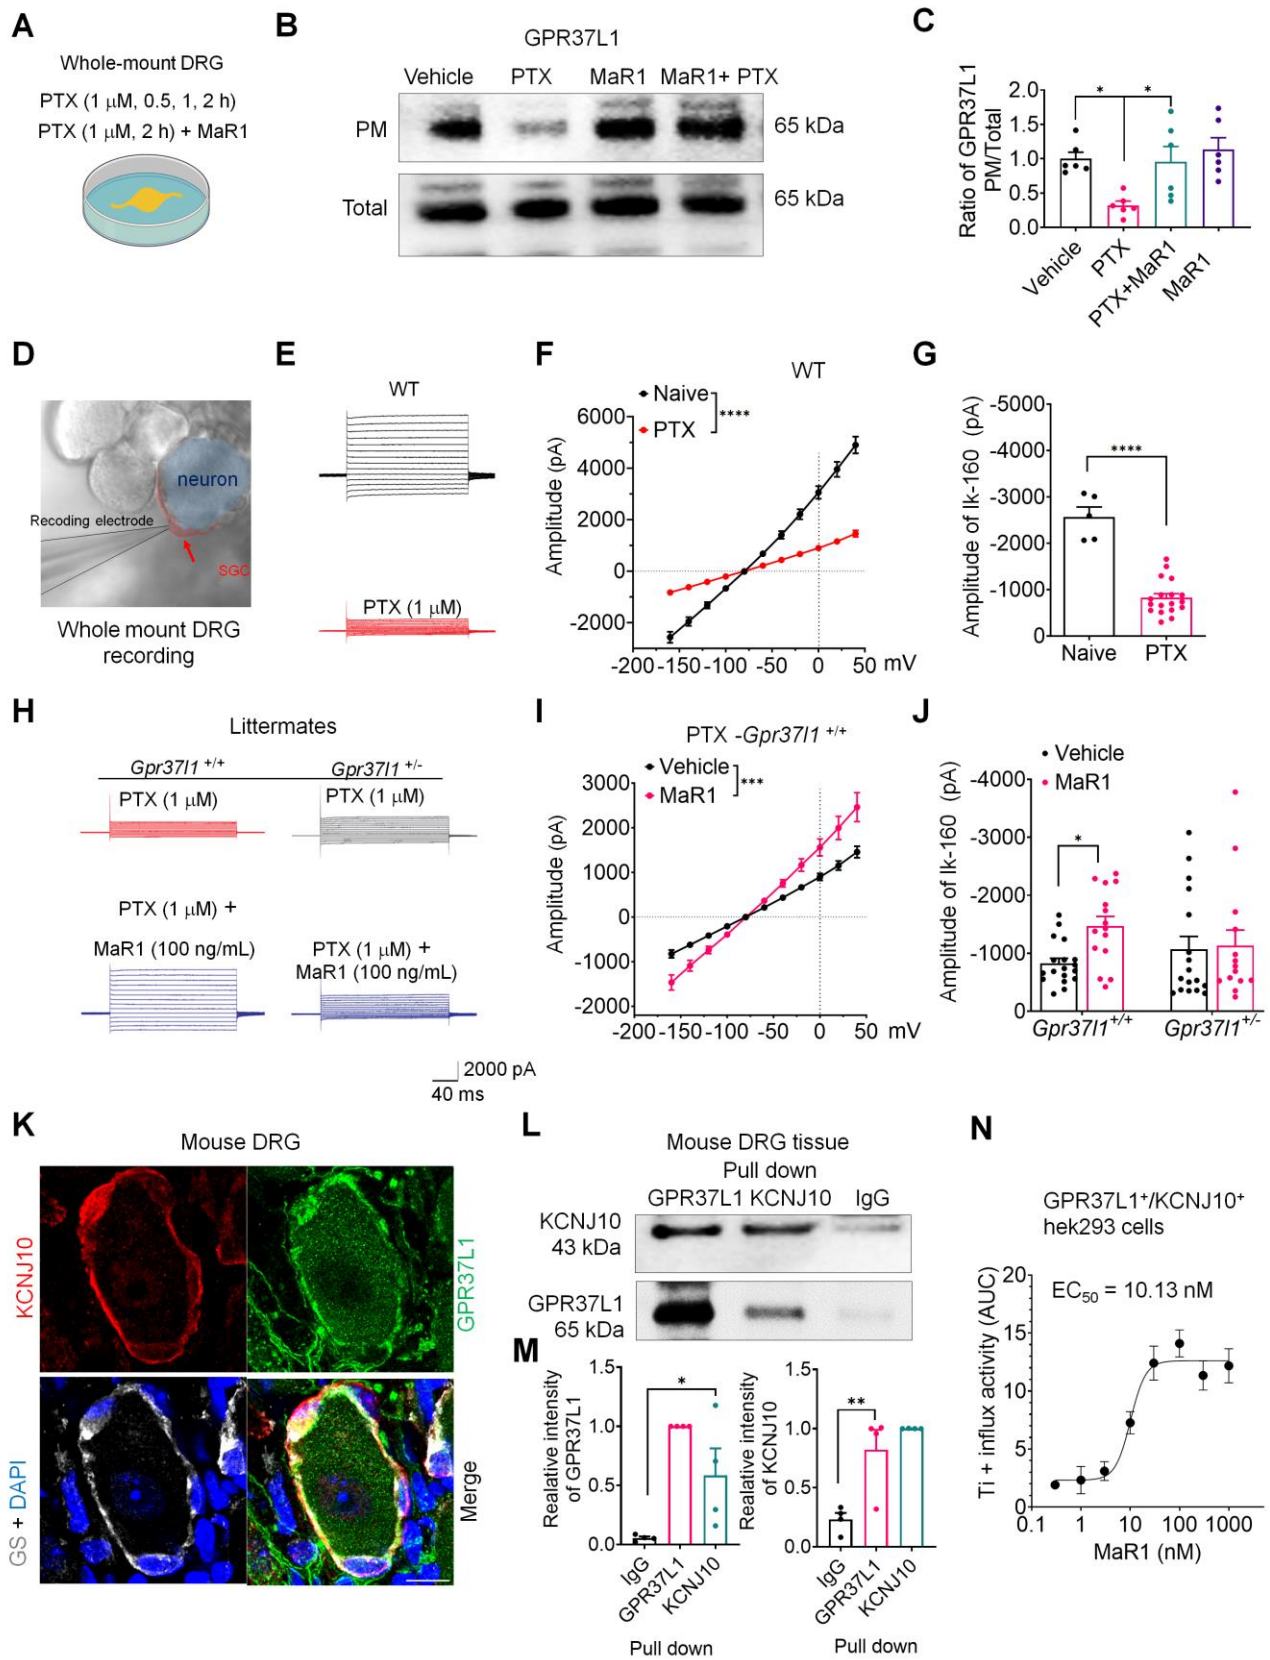 A
Whole-mount DRG
PTX (1 μM, 0.5, 1, 2 h)
PTX (1 μM, 2 h) + MaR1
B
GPR37L1
Vehicle PTX MaR1 MaR1+ PTX
PM
65 kDa
Total
65 kDa
C
Ratio of GPR37L1
PM/Total
2.0
1.5
1.0
0.5
0.0
* *
Vehicle
PTX
PTX+MaR1
MaR1
D
neuron
Recoding electrode
SGC
Whole mount DRG
recording
E
WT
PTX (1 μM)
F
WT
Naive
PTX
****
Amplitude (pA)
6000
4000
2000
0
-2000
-200 -150 -100 -50 0 50 mV
G
Amplitude of Ik-160 (pA)
-5000
-4000
-3000
-2000
-1000
0
****
Naive PTX
H
Littermates
Gpr37l1 +/+ Gpr37l1 +/-
PTX (1 μM) PTX (1 μM)
PTX (1 μM) +
MaR1 (100 ng/mL)
PTX (1 μM) +
MaR1 (100 ng/mL)
2000 pA
40 ms
I
PTX -Gpr37l1 +/+
Vehicle
MaR1
***
Amplitude (pA)
3000
2000
1000
0
-1000
-2000
-200 -150 -100 -50 0 50 mV
J
Vehicle
MaR1
Amplitude of Ik-160 (pA)
-4000
-3000
-2000
-1000
0
*
Gpr37l1+/+ Gpr37l1+/-
K
Mouse DRG
KCNJ10
GPR37L1
GS + DAPI
Merge
L
Mouse DRG tissue
Pull down
GPR37L1 KCNJ10 IgG
KCNJ10
43 kDa
GPR37L1
65 kDa
M
Realative intensity
of GPR37L1
1.5
1.0
0.5
0.0
*
IgG
GPR37L1
KCNJ10
Pull down
Realative intensity
of KCNJ10
1.5
1.0
0.5
0.0
**
IgG
GPR37L1
KCNJ10
Pull down
N
GPR37L1+/KCNJ10+
hek293 cells
EC50 = 10.13 nM
Ti + influx activity (AUC)
20
15
10
5
0
0.1 1 10 100 1000
MaR1 (nM)